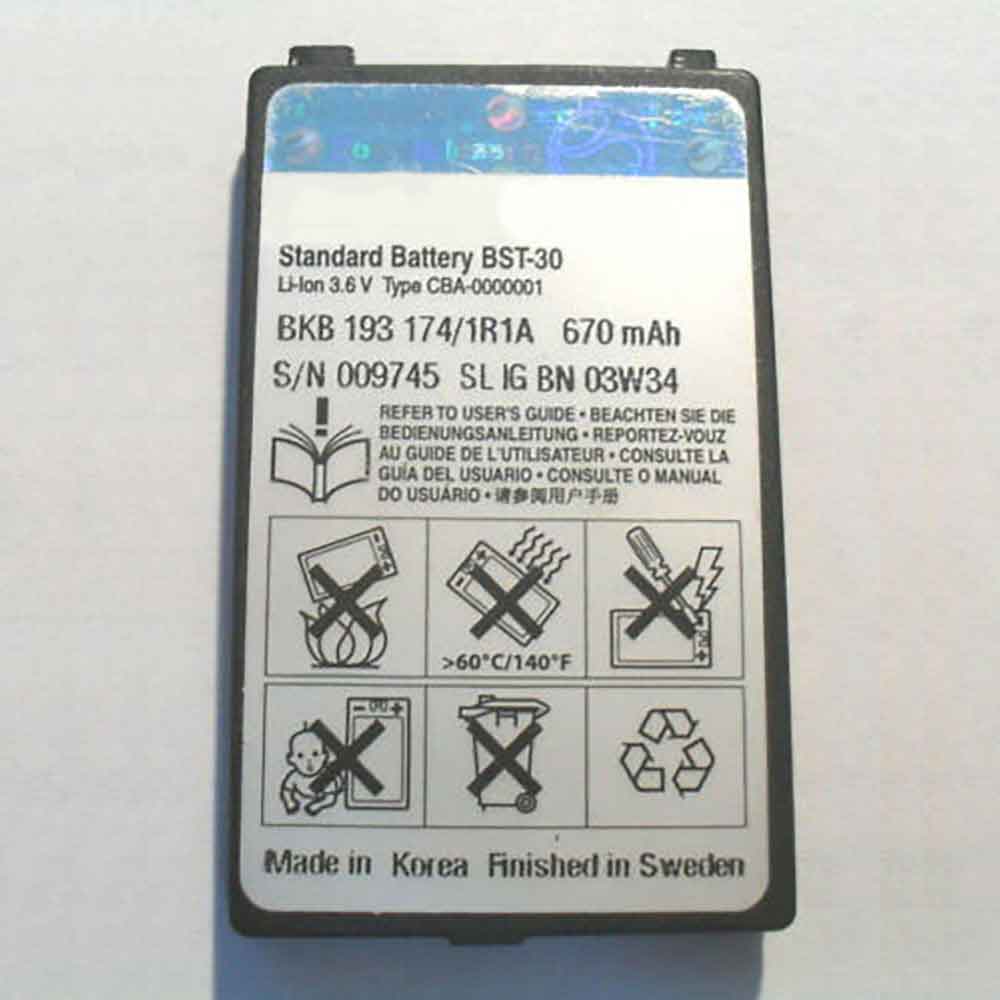 Standard Battery BST-30
Li-Ion 3.6 V Type CBA-0000001
BKB 193 174/1R1A 670 mAh
S/N 009745 SL IG BN 03W34
REFER TO USER'S GUIDE • BEACHTEN SIE DIE
BEDIENUNGSANLEITUNG • REPORTEZ-VOUZ
AU GUIDE DE L'UTILISATEUR • CONSULTE LA
GUÍA DEL USUARIO • CONSULTE O MANUAL
DO USUÁRIO • 请参阅用户手册
>60°C/140°F
Made in Korea Finished in Sweden